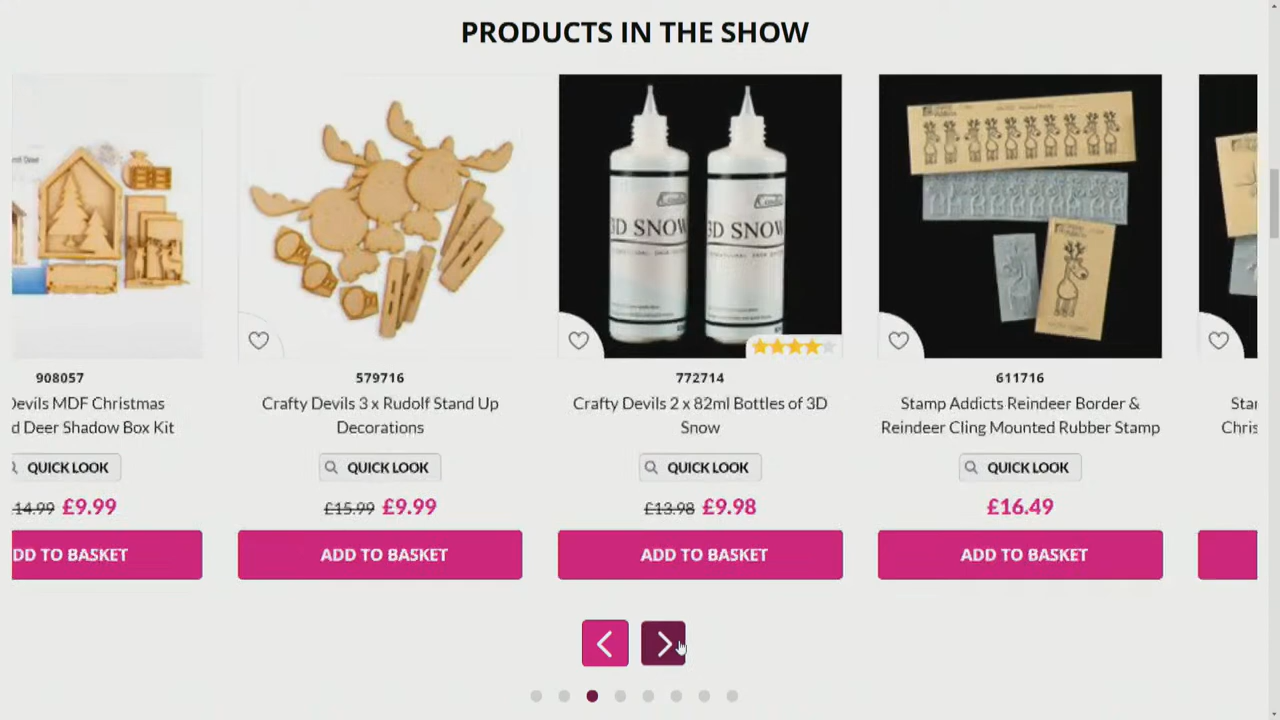 PRODUCTS IN THE SHOW
3D SNOW
3D SNOW
908057
579716
772714
611716
Devils MDF Christmas
d Deer Shadow Box Kit
Crafty Devils 3 x Rudolf Stand Up
Decorations
Crafty Devils 2 x 82ml Bottles of 3D
Snow
Stamp Addicts Reindeer Border &
Reindeer Cling Mounted Rubber Stamp
Star
Chris
QUICK LOOK
QUICK LOOK
QUICK LOOK
QUICK LOOK
14.99 £9.99
£15.99 £9.99
£13.98 £9.98
£16.49
DD TO BASKET
ADD TO BASKET
ADD TO BASKET
ADD TO BASKET